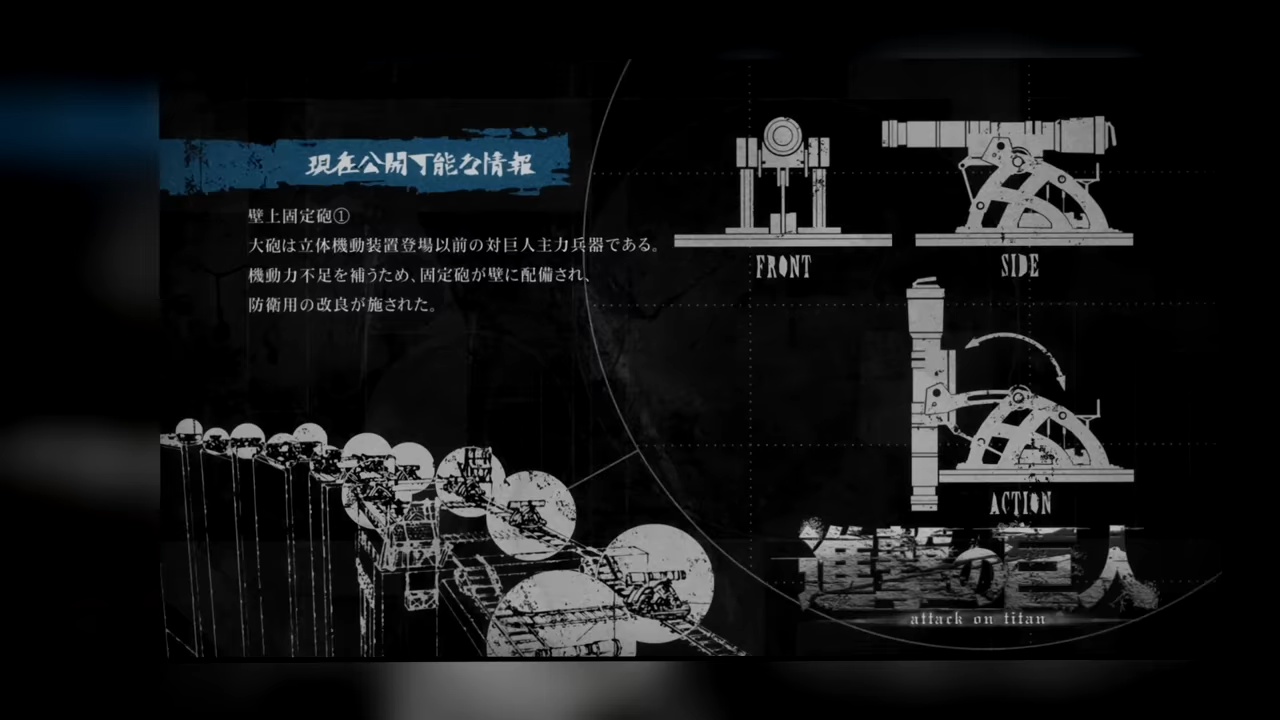 現在公開可能な情報
壁上固定砲①
大砲は立体機動装置登場以前の対巨人主力兵器である。
機動力不足を補うため、固定砲が壁に配備され、
防衛用の改良が施された。
FRONT
SIDE
ACTION
進撃の巨人
attack on titan